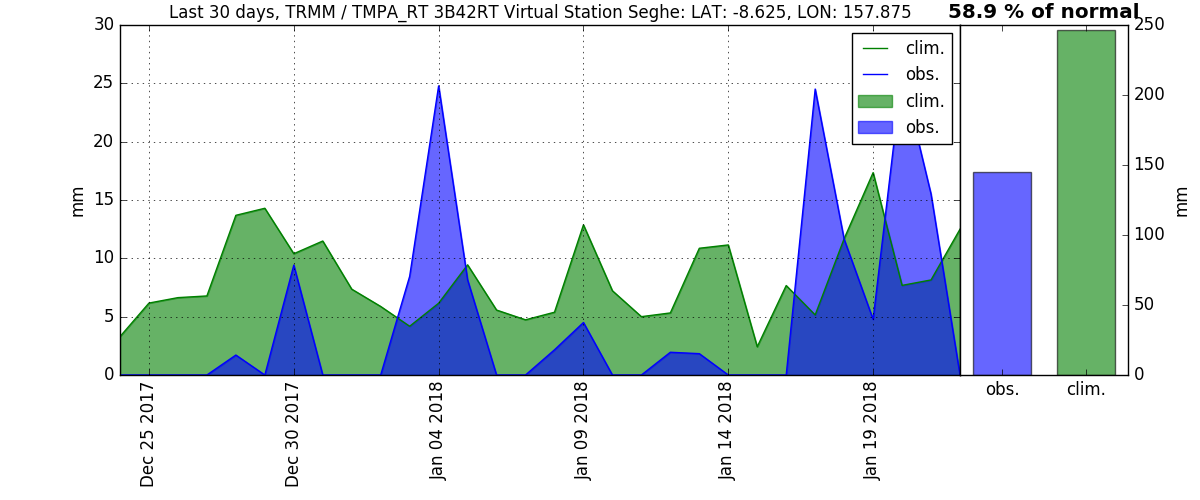 Last 30 days, TRMM / TMPA_RT 3B42RT Virtual Station Seghe: LAT: -8.625, LON: 157.875
58.9 % of normal
30
25
20
15
10
5
0
mm
clim.
obs.
clim.
obs.
Dec 25 2017
Dec 30 2017
Jan 04 2018
Jan 09 2018
Jan 14 2018
Jan 19 2018
250
200
150
100
50
0
mm
obs.
clim.